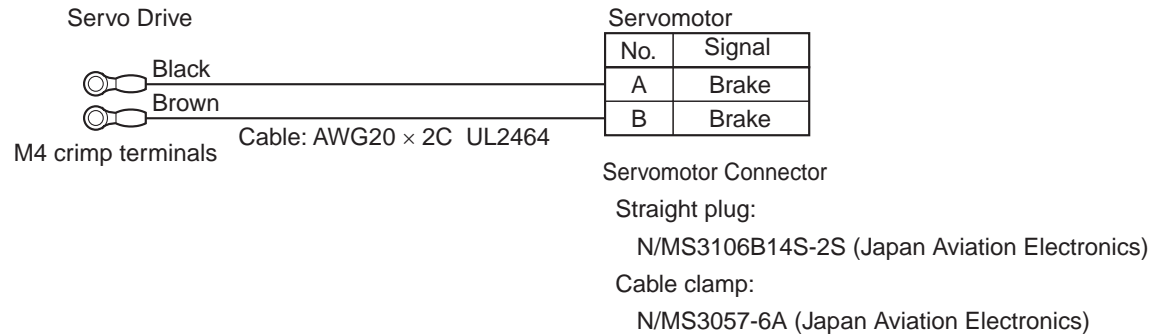 Servo Drive
Servomotor
No. Signal
Black
A Brake
Brown
B Brake
Cable: AWG20 × 2C UL2464
M4 crimp terminals
Servomotor Connector
Straight plug:
N/MS3106B14S-2S (Japan Aviation Electronics)
Cable clamp:
N/MS3057-6A (Japan Aviation Electronics)